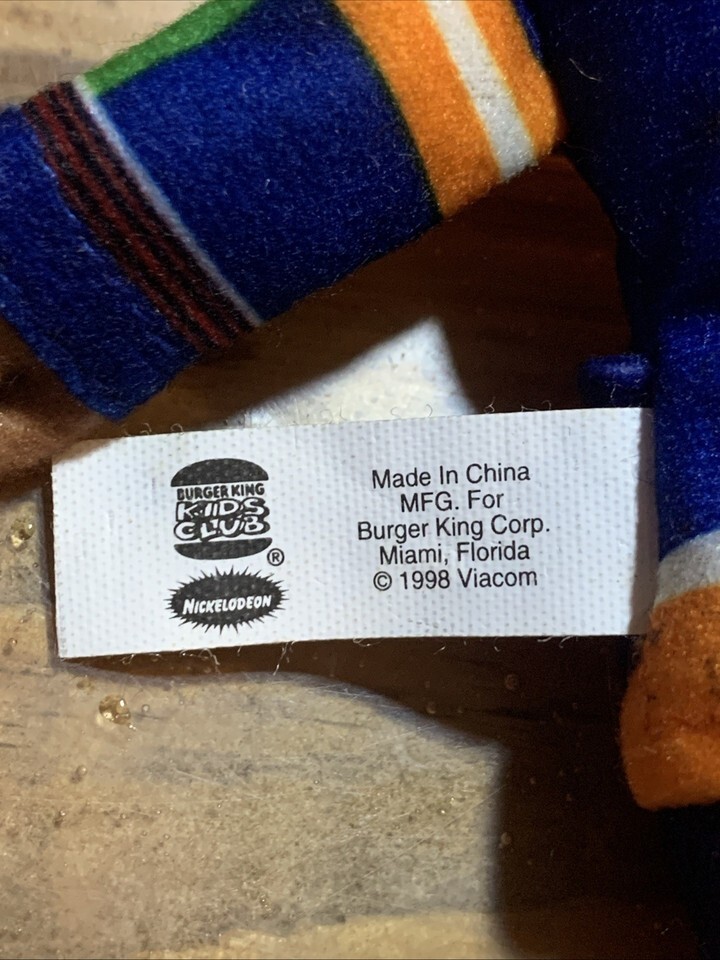 BURGER KING
KIDS
CLUB
®
NICKELODEON
Made In China
MFG. For
Burger King Corp.
Miami, Florida
© 1998 Viacom